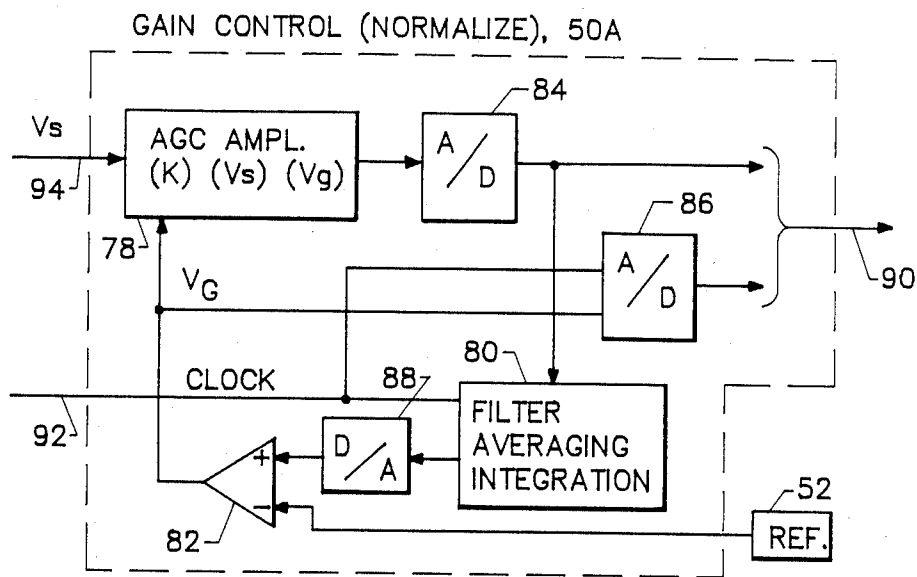 GAIN CONTROL (NORMALIZE), 50A
84
Vs
AGC AMPL.
(K) (Vs) (Vg)
A/D
94
86
78
A/D
90
VG
80
CLOCK
88
92
FILTER
AVERAGING
INTEGRATION
D/A
+
52
−
82
REF.